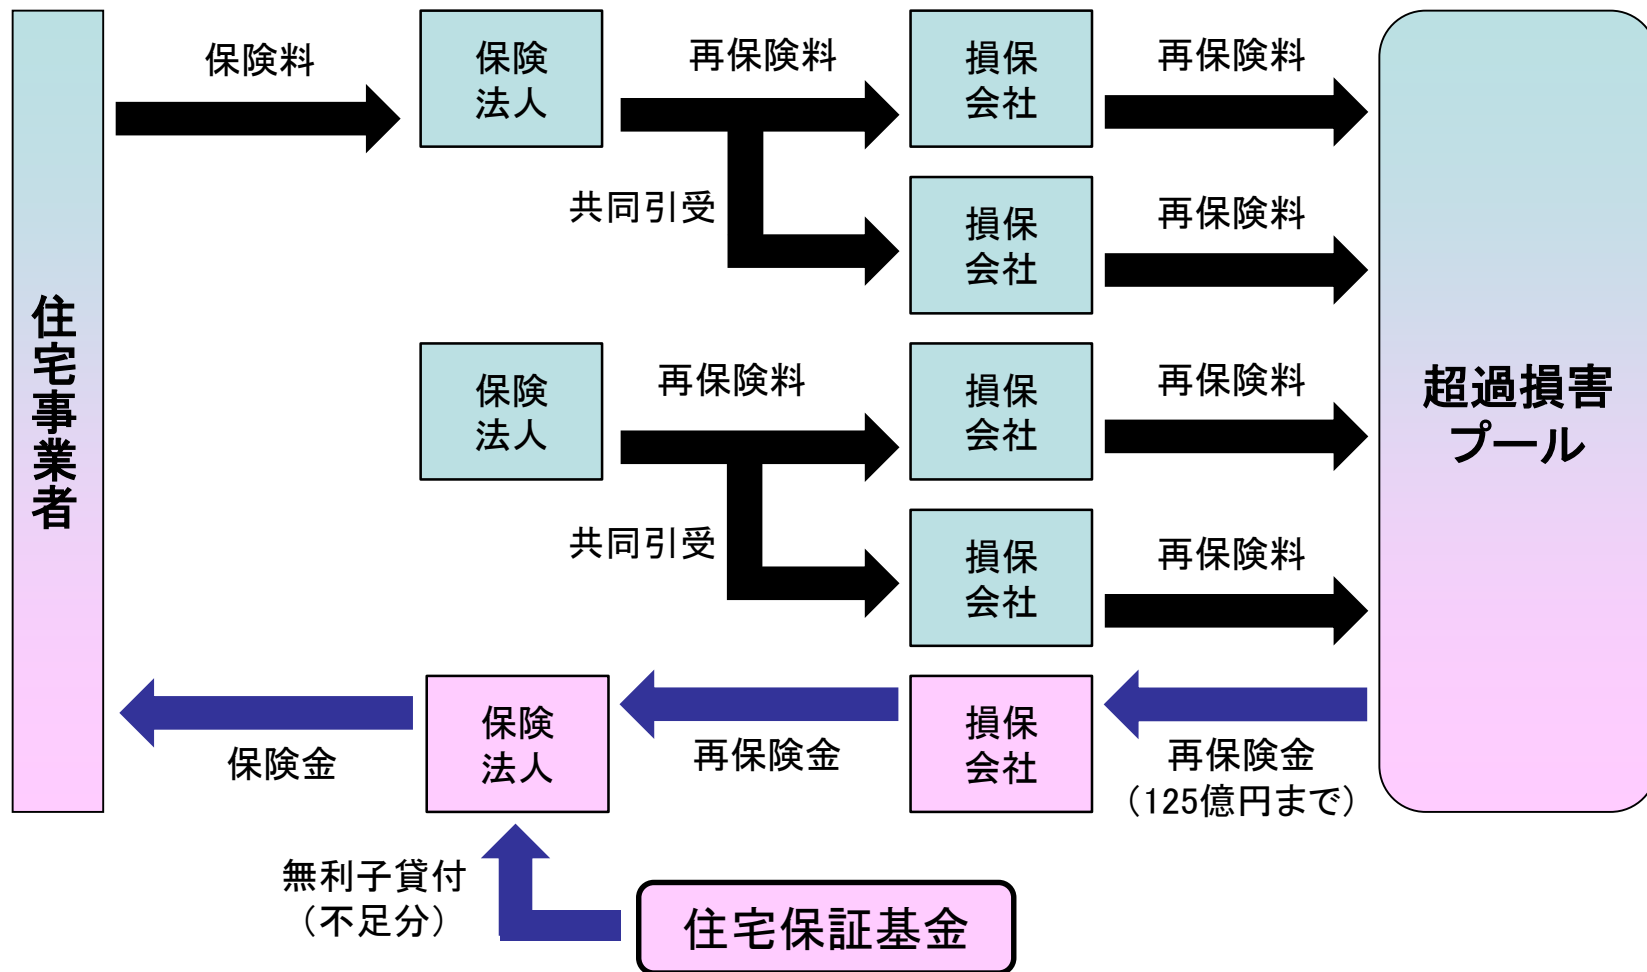 保険料
保険
法人
再保険料
損保
会社
再保険料
共同引受
損保
会社
再保険料
住宅事業者
保険
法人
再保険料
損保
会社
再保険料
超過損害
プール
共同引受
損保
会社
再保険料
保険金
保険
法人
再保険金
損保
会社
再保険金
（125億円まで）
無利子貸付
（不足分）
住宅保証基金